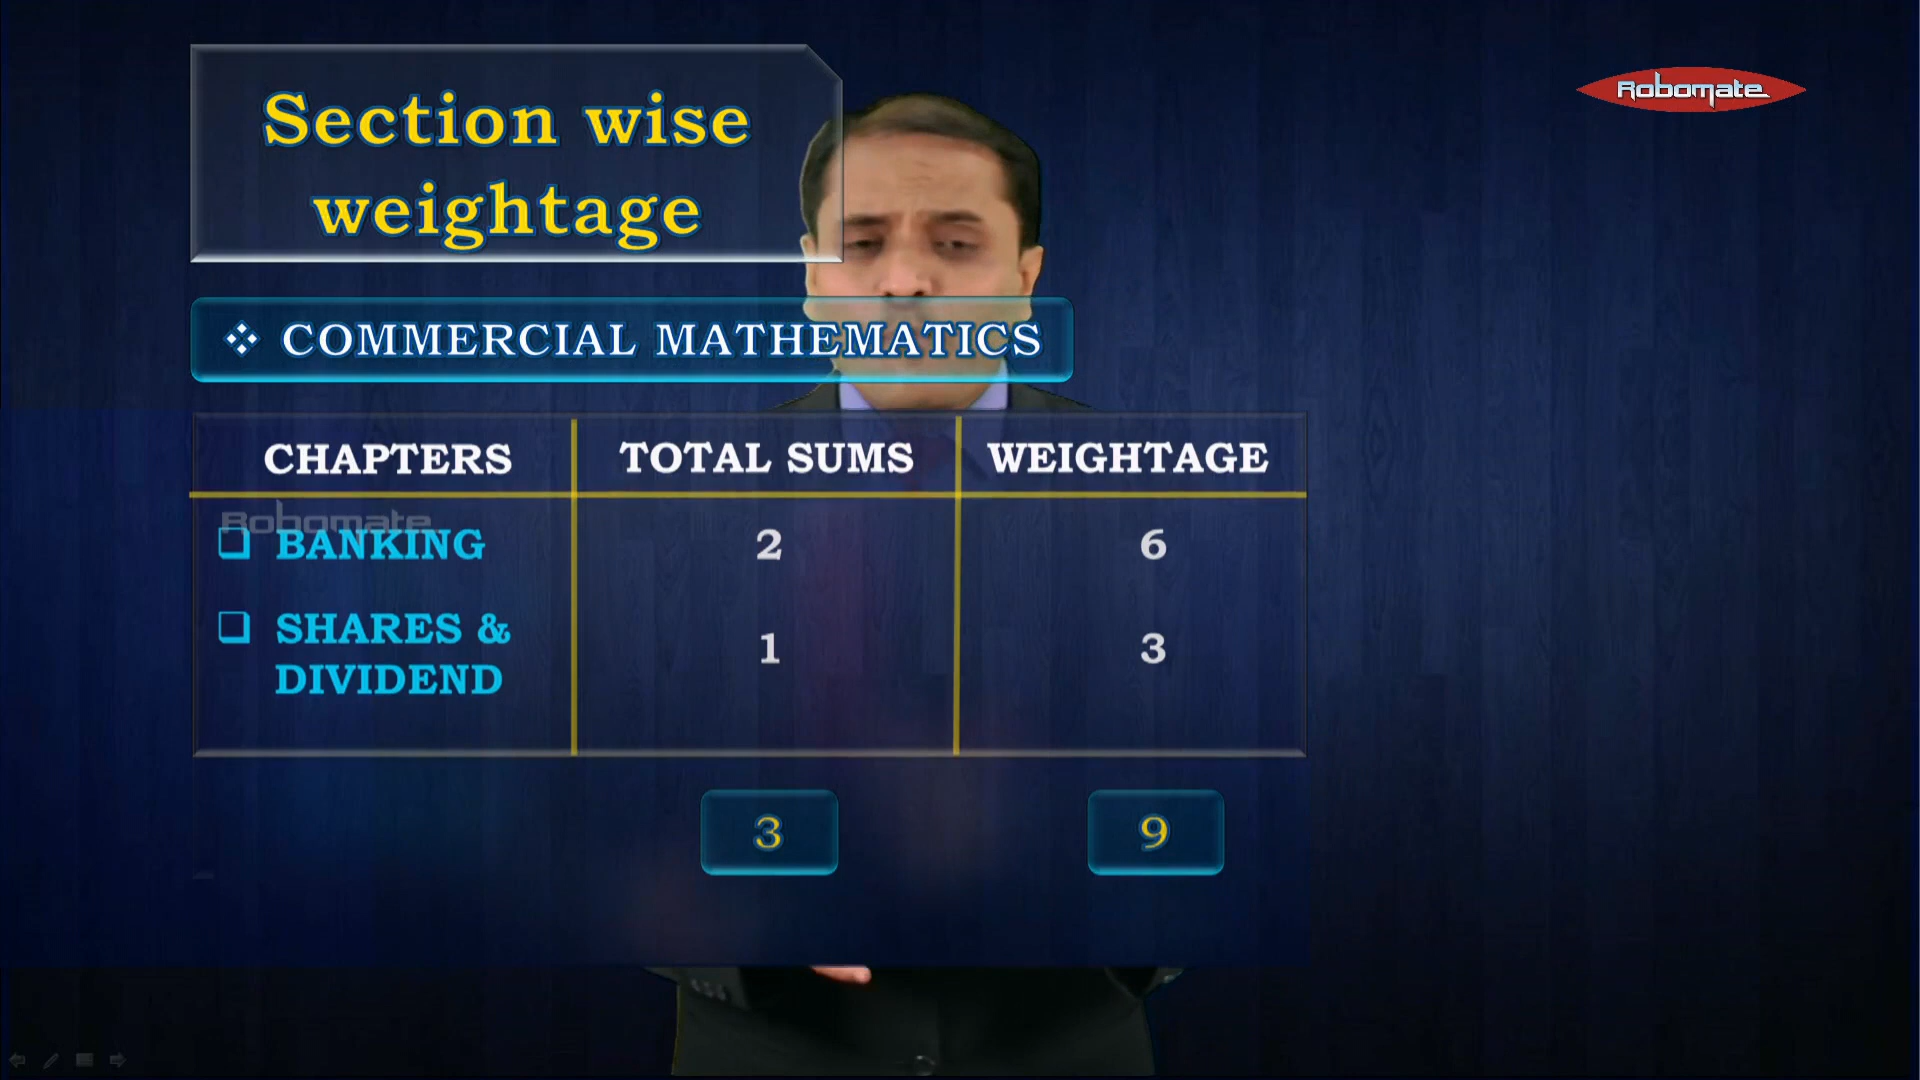 Section wise
weightage
Robomate
❖ COMMERCIAL MATHEMATICS
CHAPTERS TOTAL SUMS WEIGHTAGE
Robomate
❑ BANKING 2 6
❑ SHARES &
DIVIDEND 1 3
3 9